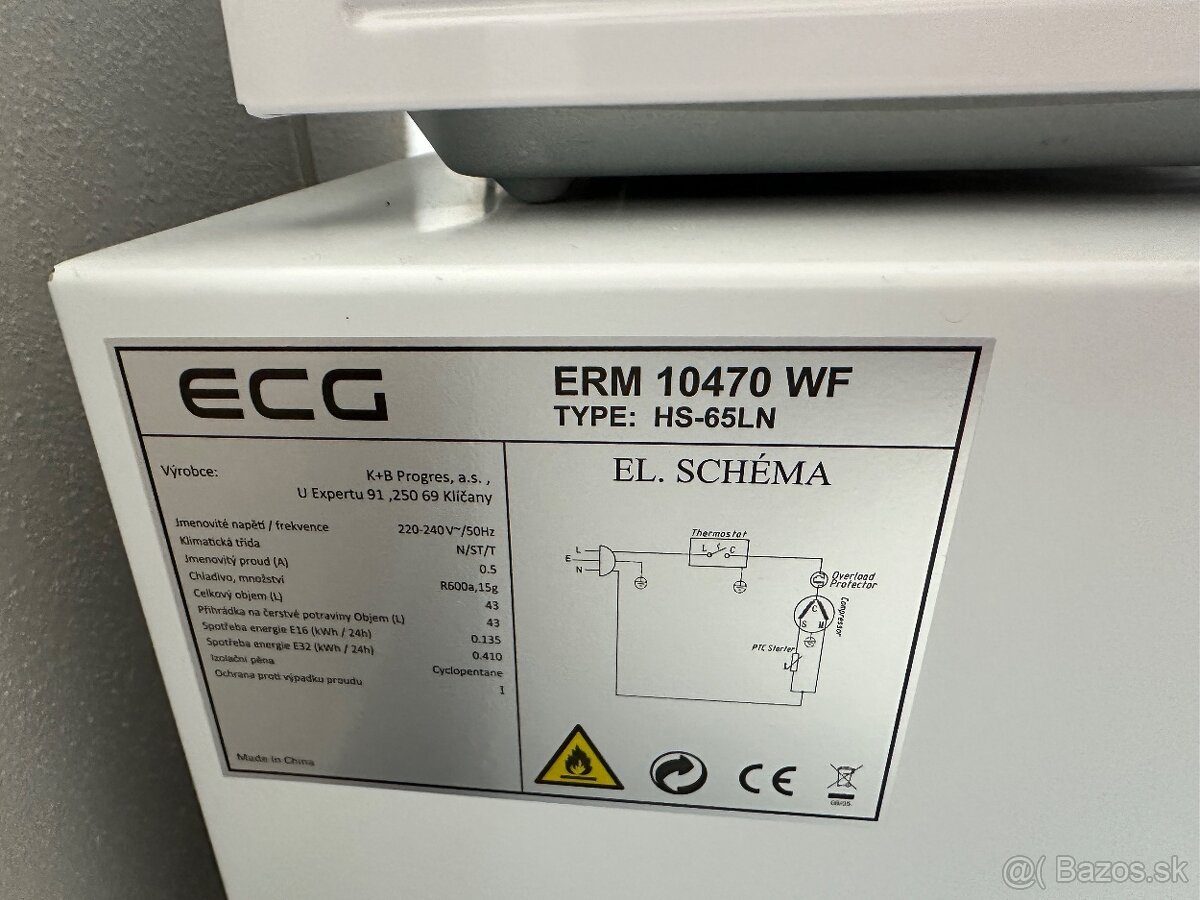 ECG
ERM 10470 WF
TYPE: HS-65LN
Výrobce:
K+B Progres, a.s. ,
U Expertu 91 ,250 69 Klíčany
Jmenovité napětí / frekvence 220-240V~/50Hz
Klimatická třída N/ST/T
Jmenovitý proud (A) 0.5
Chladivo, množství R600a,15g
Celkový objem (L) 43
Přihrádka na čerstvé potraviny Objem (L) 43
Spotřeba energie E16 (kWh / 24h) 0.135
Spotřeba energie E32 (kWh / 24h) 0.410
Izolační pěna Cyclopentane
Ochrana proti výpadku proudu I
Made in China
EL. SCHÉMA
Thermostat
L C
L
E
N
Overload
Protector
Compressor
C
S M
PTC Starter
CE
@( Bazos.sk